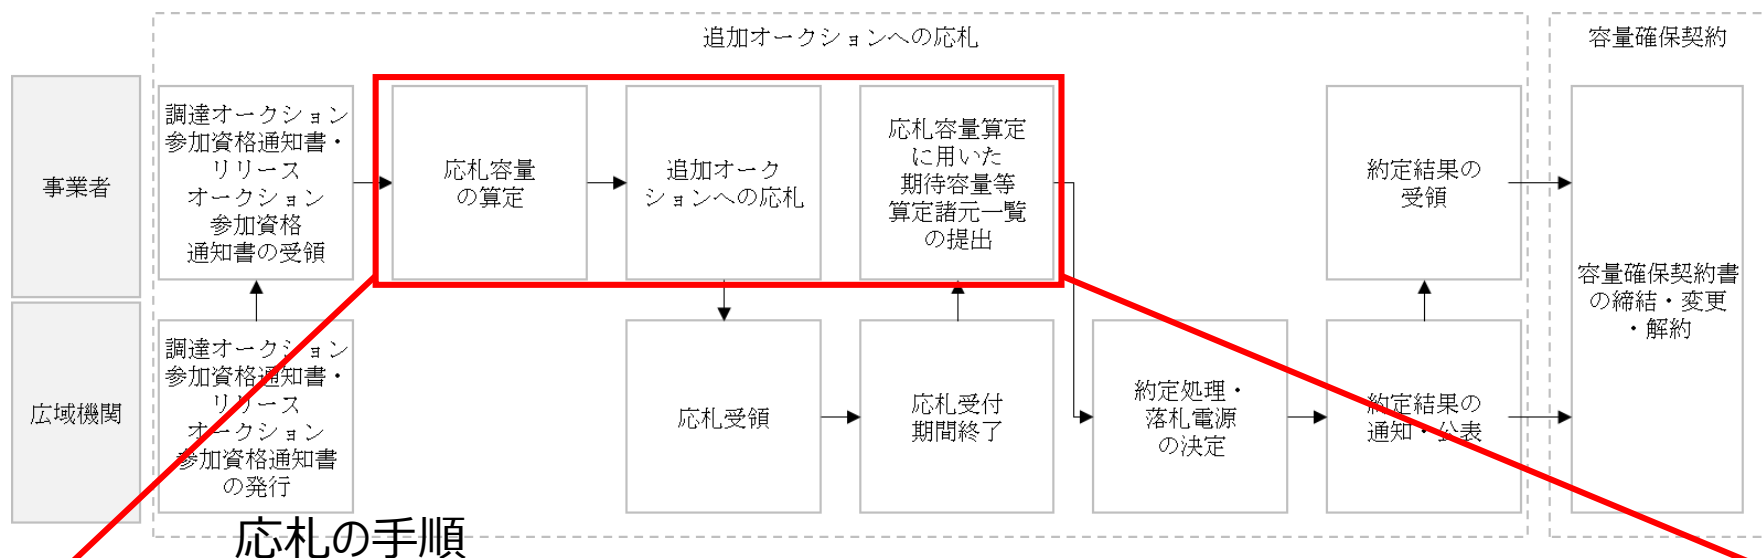 追加オークションへの応札
容量確保契約
事業者
調達オークション
参加資格通知書・
リリース
オークション
参加資格
通知書の受領
応札容量
の算定
追加オーク
ションへの応札
応札容量算定
に用いた
期待容量等
算定諸元一覧
の提出
約定結果の
受領
容量確保契約書
の締結・変更
・解約
広域機関
調達オークション
参加資格通知書・
リリース
オークション
参加資格通知書
の発行
応札受領
応札受付
期間終了
約定処理・
落札電源
の決定
約定結果の
通知・公表
応札の手順